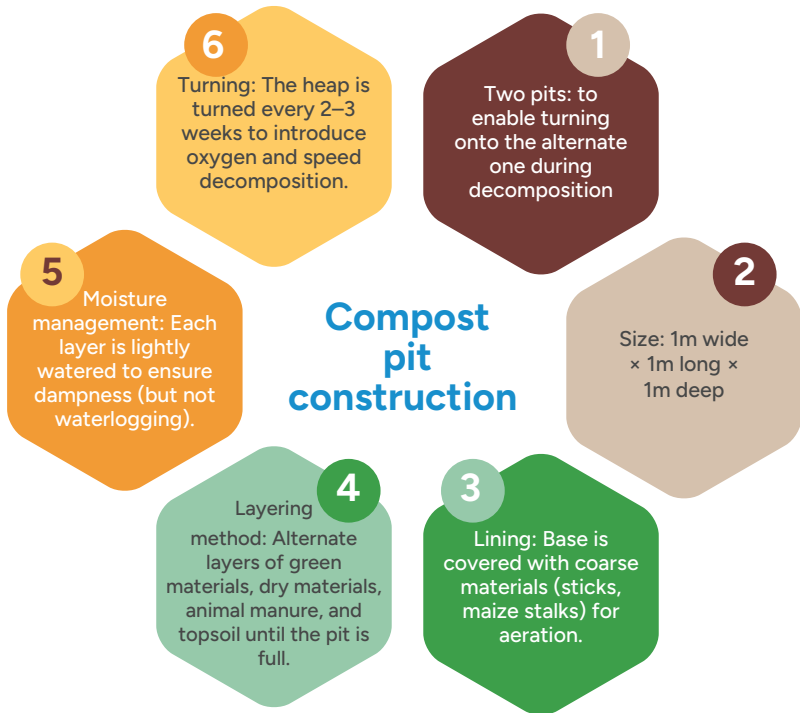 Compost
pit
construction
1
Two pits: to
enable turning
onto the alternate
one during
decomposition
2
Size: 1m wide
× 1m long ×
1m deep
3
Lining: Base is
covered with coarse
materials (sticks,
maize stalks) for
aeration.
4
Layering
method: Alternate
layers of green
materials, dry materials,
animal manure, and
topsoil until the pit is
full.
5
Moisture
management: Each
layer is lightly
watered to ensure
dampness (but not
waterlogging).
6
Turning: The heap is
turned every 2–3
weeks to introduce
oxygen and speed
decomposition.